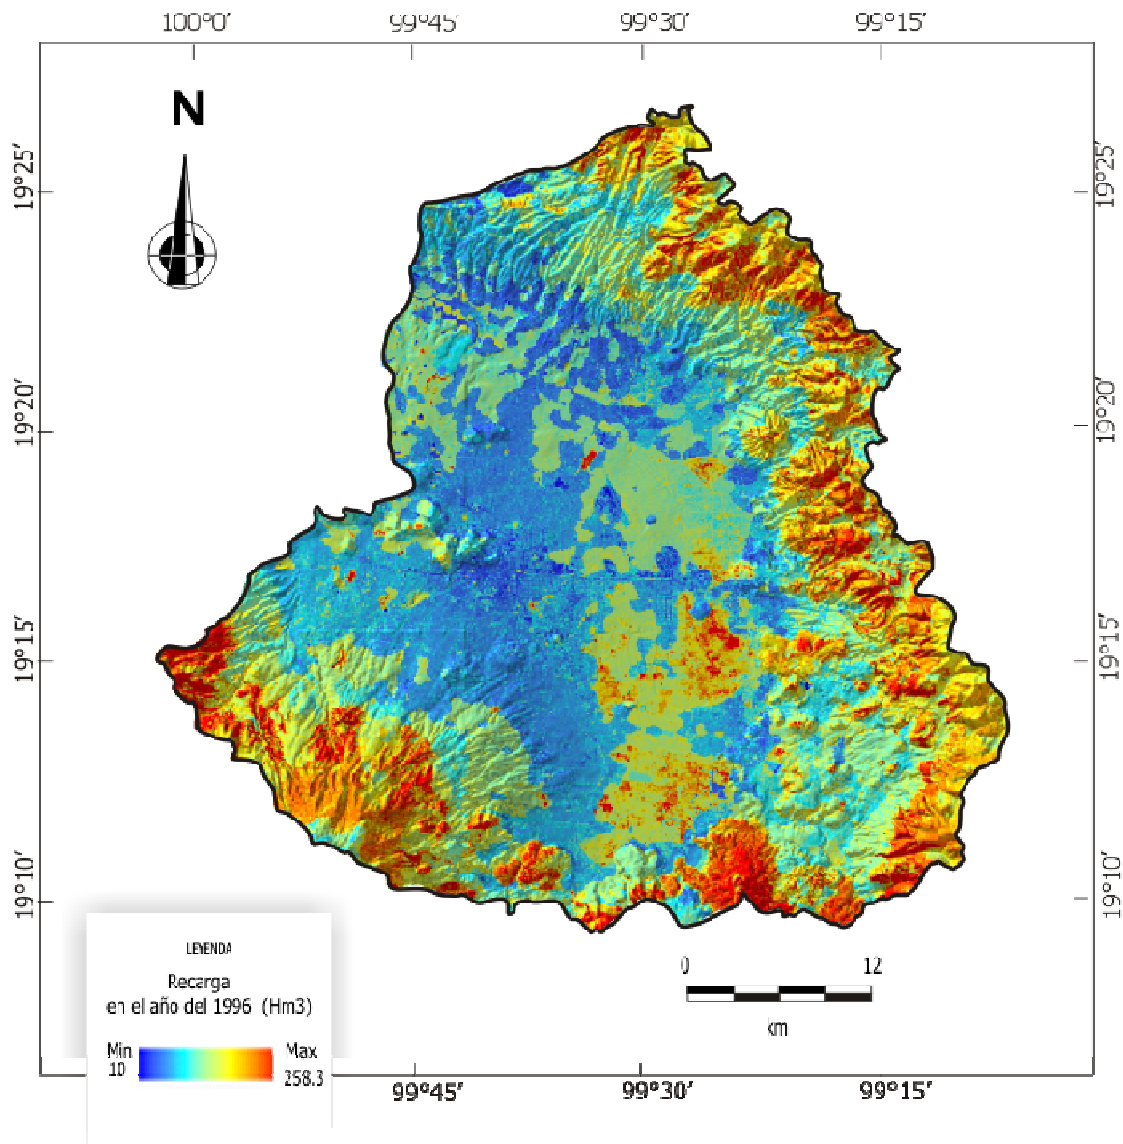 100°0′ 99°45′ 99°30′ 99°15′
N
19°25′ 19°25′
19°20′ 19°20′
19°15′ 19°15′
19°10′ 19°10′
LEYENDA
Recarga
en el año del 1996 (Hm3)
Min Max
10 358.3
0 12
km
99°45′ 99°30′ 99°15′